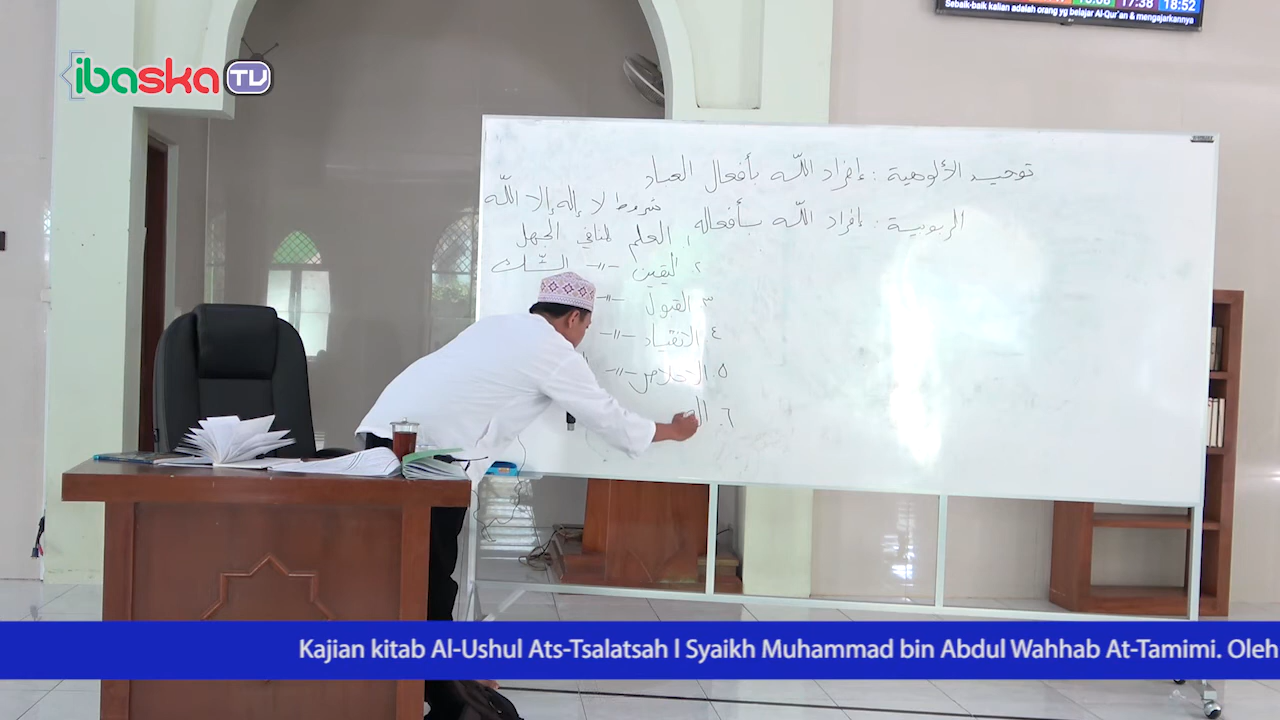 ibaska TV
18:52 17:38
Sebaik-baik kalian adalah orang yg belajar Al-Qur'an & mengajarkannya
توحيد الألوهية : إفراد الله بأفعال العباد
شروط لا إله إلا الله
الربوبية : إفراد الله بأفعاله
١. العلم المنافي الجهل
٢. اليقين -〃- الشك
٣. القبول -〃-
٤. الانقياد -〃-
٥. الإخلاص -〃-
٦. الـ
Kajian kitab Al-Ushul Ats-Tsalatsah l Syaikh Muhammad bin Abdul Wahhab At-Tamimi. Oleh